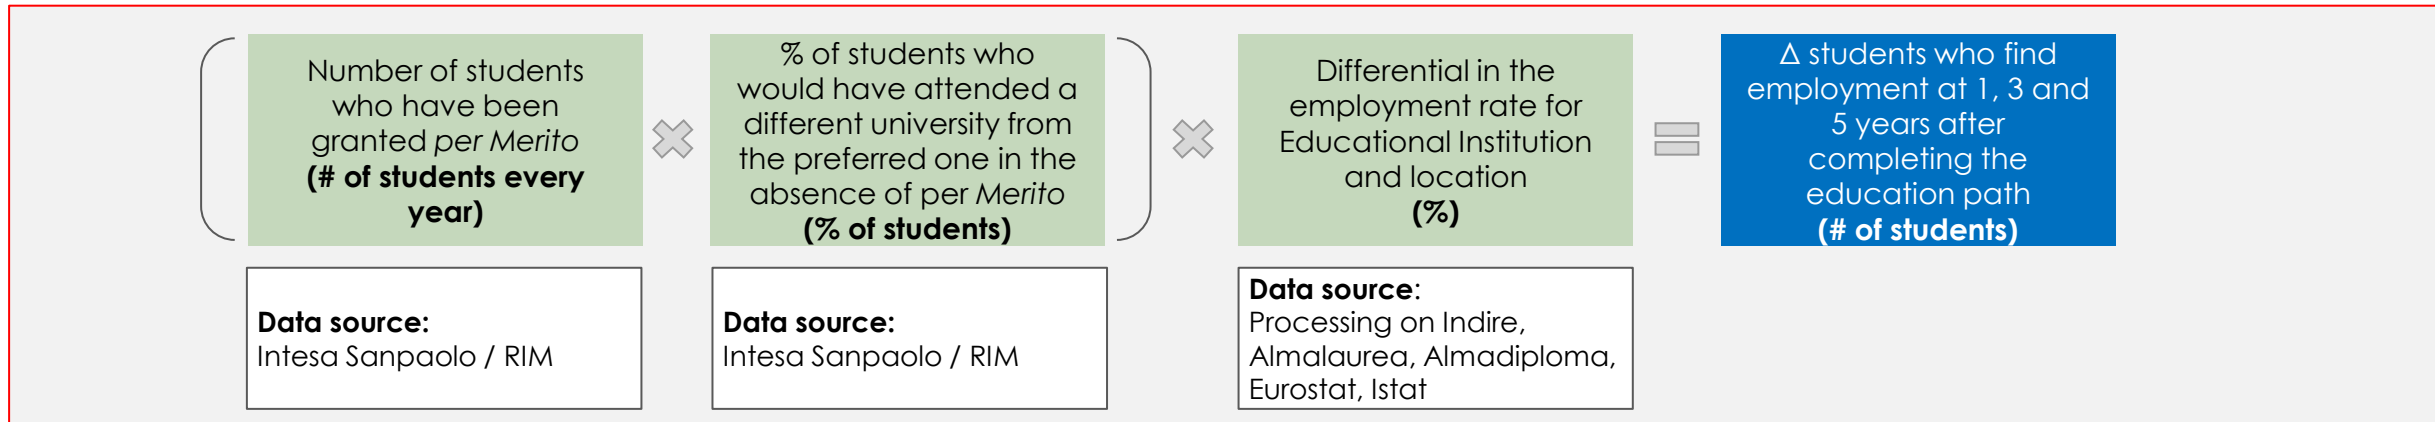 Number of students
who have been
granted per Merito
(# of students every
year)
% of students who
would have attended a
different university from
the preferred one in the
absence of per Merito
(% of students)
Differential in the
employment rate for
Educational Institution
and location
(%)
Δ students who find
employment at 1, 3 and
5 years after
completing the
education path
(# of students)
Data source:
Intesa Sanpaolo / RIM
Data source:
Intesa Sanpaolo / RIM
Data source:
Processing on Indire,
Almalaurea, Almadiploma,
Eurostat, Istat